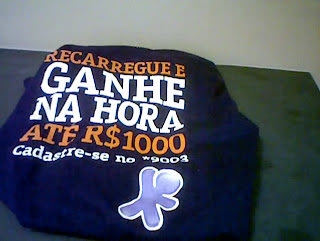 RECARREGUE E
GANHE
NA HORA
ATÉ R$1000
Cadastre-se no *9003